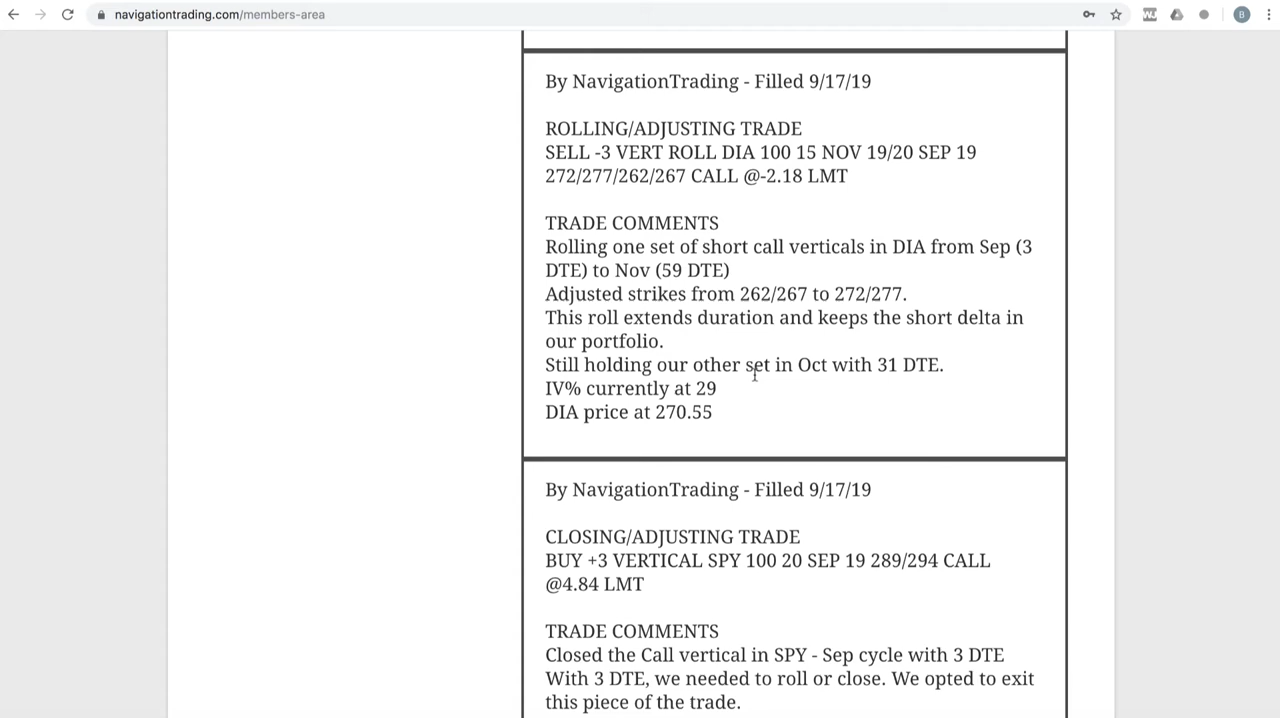 navigationtrading.com/members-area
B
By NavigationTrading - Filled 9/17/19
ROLLING/ADJUSTING TRADE
SELL -3 VERT ROLL DIA 100 15 NOV 19/20 SEP 19
272/277/262/267 CALL @-2.18 LMT
TRADE COMMENTS
Rolling one set of short call verticals in DIA from Sep (3
DTE) to Nov (59 DTE)
Adjusted strikes from 262/267 to 272/277.
This roll extends duration and keeps the short delta in
our portfolio.
Still holding our other set in Oct with 31 DTE.
IV% currently at 29
DIA price at 270.55
By NavigationTrading - Filled 9/17/19
CLOSING/ADJUSTING TRADE
BUY +3 VERTICAL SPY 100 20 SEP 19 289/294 CALL
@4.84 LMT
TRADE COMMENTS
Closed the Call vertical in SPY - Sep cycle with 3 DTE
With 3 DTE, we needed to roll or close. We opted to exit
this piece of the trade.